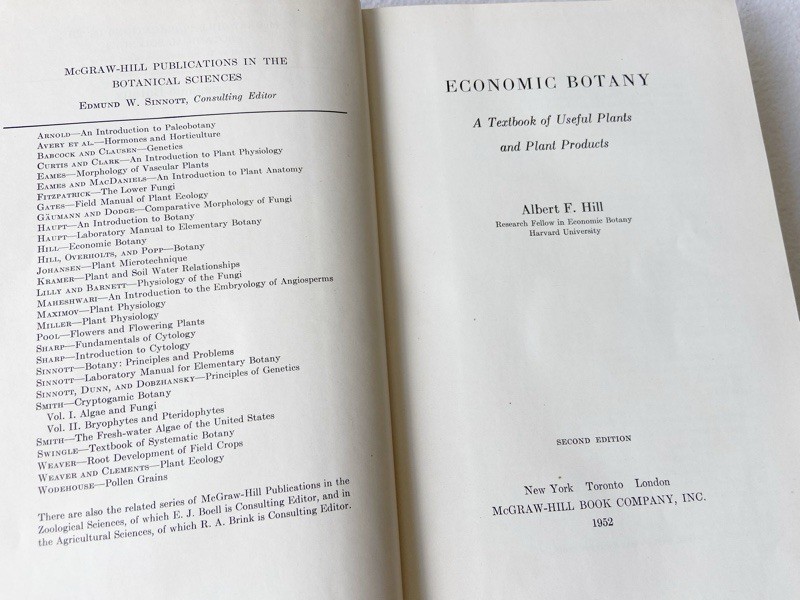 McGRAW-HILL PUBLICATIONS IN THE
BOTANICAL SCIENCES
EDMUND W. SINNOTT, Consulting Editor
ARNOLD—An Introduction to Paleobotany
AVERY ET AL.—Hormones and Horticulture
BABCOCK AND CLAUSEN—Genetics
CURTIS AND CLARK—An Introduction to Plant Physiology
EAMES—Morphology of Vascular Plants
EAMES AND MACDANIELS—An Introduction to Plant Anatomy
FITZPATRICK—The Lower Fungi
GATES—Field Manual of Plant Ecology
GÄUMANN AND DODGE—Comparative Morphology of Fungi
HAUPT—An Introduction to Botany
HAUPT—Laboratory Manual to Elementary Botany
HILL—Economic Botany
HILL, OVERHOLTS, AND POPP—Botany
JOHANSEN—Plant Microtechnique
KRAMER—Plant and Soil Water Relationships
LILLY AND BARNETT—Physiology of the Fungi
MAHESHWARI—An Introduction to the Embryology of Angiosperms
MAXIMOV—Plant Physiology
MILLER—Plant Physiology
POOL—Flowers and Flowering Plants
SHARP—Fundamentals of Cytology
SHARP—Introduction to Cytology
SINNOTT—Botany: Principles and Problems
SINNOTT—Laboratory Manual for Elementary Botany
SINNOTT, DUNN, AND DOBZHANSKY—Principles of Genetics
SMITH—Cryptogamic Botany
Vol. I. Algae and Fungi
Vol. II. Bryophytes and Pteridophytes
SMITH—The Fresh-water Algae of the United States
SWINGLE—Textbook of Systematic Botany
WEAVER—Root Development of Field Crops
WEAVER AND CLEMENTS—Plant Ecology
WODEHOUSE—Pollen Grains
There are also the related series of McGraw-Hill Publications in the
Zoological Sciences, of which E. J. Boell is Consulting Editor, and in
the Agricultural Sciences, of which R. A. Brink is Consulting Editor.
ECONOMIC BOTANY
A Textbook of Useful Plants
and Plant Products
Albert F. Hill
Research Fellow in Economic Botany
Harvard University
SECOND EDITION
New York Toronto London
McGRAW-HILL BOOK COMPANY, INC.
1952